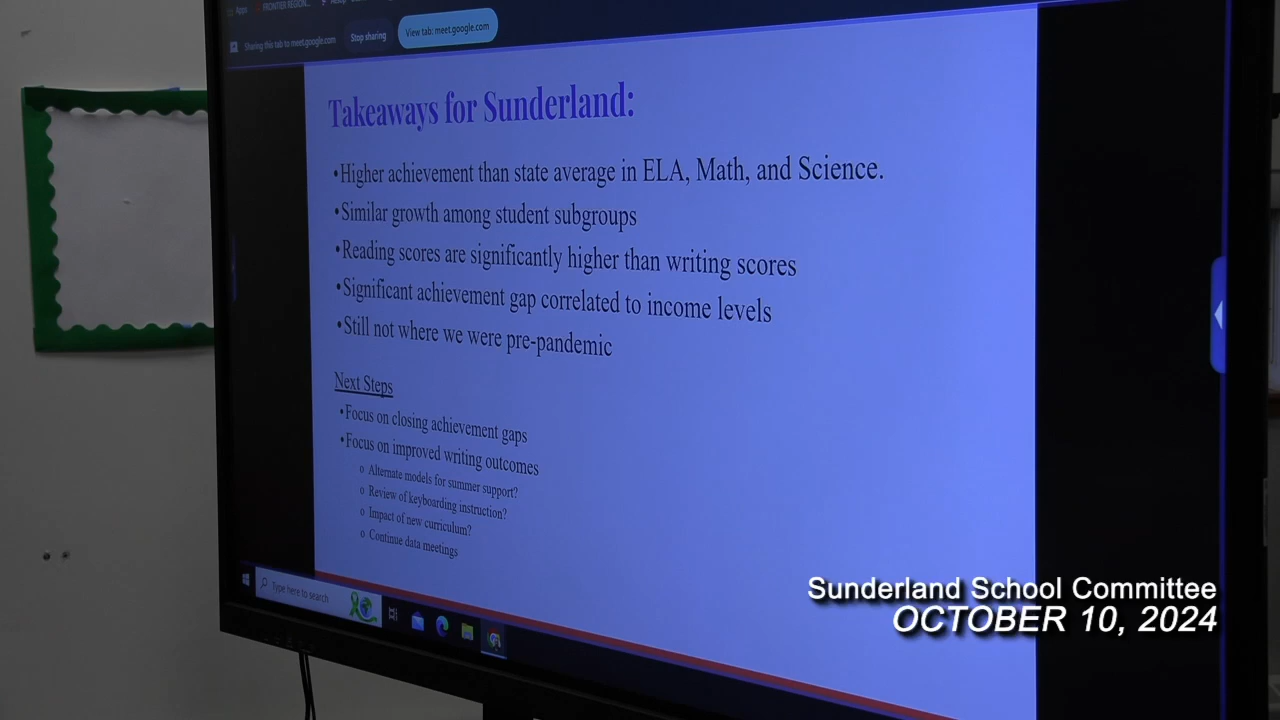 Apps
FRONTIER REGION...
Sharing this tab to meet.google.com
Stop sharing
View tab: meet.google.com
Takeaways for Sunderland:
•Higher achievement than state average in ELA, Math, and Science.
•Similar growth among student subgroups
•Reading scores are significantly higher than writing scores
•Significant achievement gap correlated to income levels
•Still not where we were pre-pandemic
Next Steps
•Focus on closing achievement gaps
•Focus on improved writing outcomes
o Alternate models for summer support?
o Review of keyboarding instruction?
o Impact of new curriculum?
o Continue data meetings
Type here to search
Sunderland School Committee
OCTOBER 10, 2024